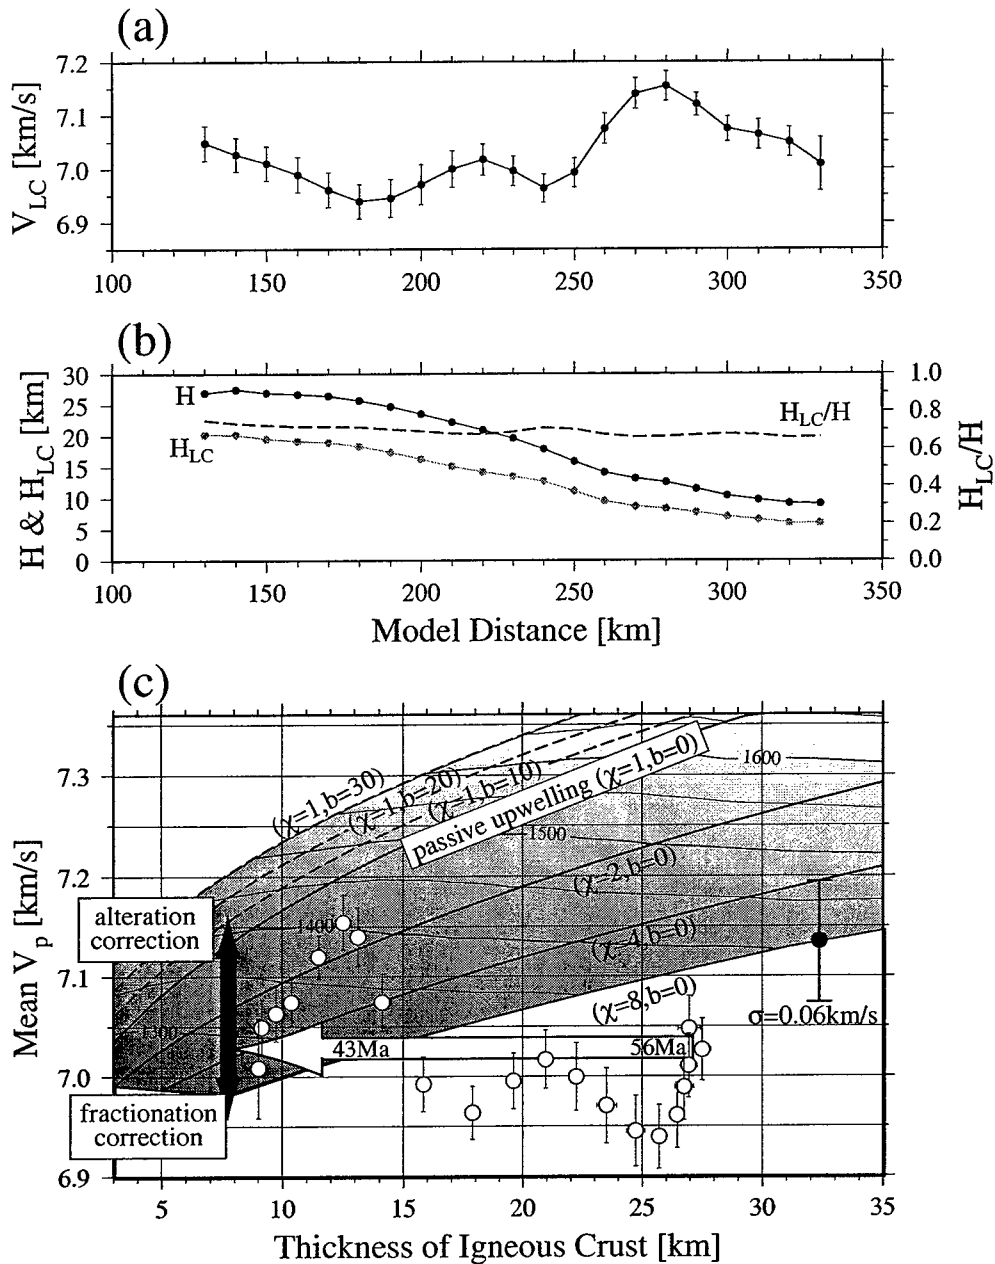 (a)
7.2
7.1
7.0
6.9
V_LC [km/s]
100 150 200 250 300 350
(b)
30
25
20
15
10
5
0
H & H_LC [km]
H
H_LC
H_LC/H
1.0
0.8
0.6
0.4
0.2
0.0
H_LC/H
100 150 200 250 300 350
Model Distance [km]
(c)
7.3
7.2
7.1
7.0
6.9
Mean V_p [km/s]
(χ=1,b=30)
(χ=1,b=20)
(χ=1,b=10)
passive upwelling (χ=1,b=0)
1600
1500
(χ=2,b=0)
1400
(χ=4,b=0)
(χ=8,b=0)
1300
alteration
correction
σ=0.06km/s
43Ma
56Ma
fractionation
correction
5 10 15 20 25 30 35
Thickness of Igneous Crust [km]